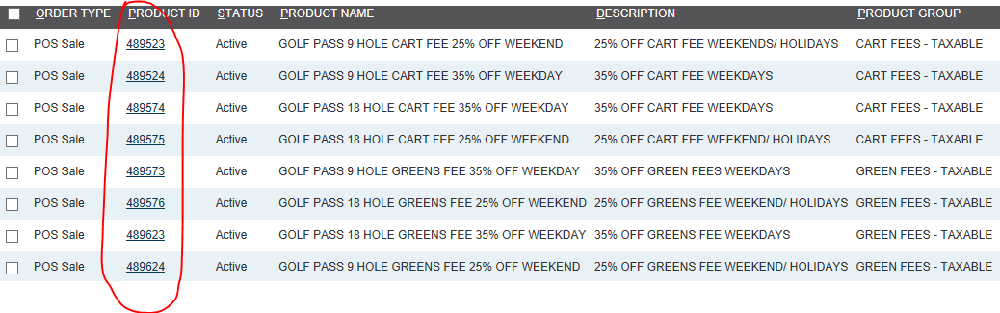 ORDER TYPE PRODUCT ID STATUS PRODUCT NAME DESCRIPTION PRODUCT GROUP
POS Sale 489523 Active GOLF PASS 9 HOLE CART FEE 25% OFF WEEKEND 25% OFF CART FEE WEEKENDS/ HOLIDAYS CART FEES - TAXABLE
POS Sale 489524 Active GOLF PASS 9 HOLE CART FEE 35% OFF WEEKDAY 35% OFF CART FEE WEEKDAYS CART FEES - TAXABLE
POS Sale 489574 Active GOLF PASS 18 HOLE CART FEE 35% OFF WEEKDAY 35% OFF CART FEE WEEKDAYS CART FEES - TAXABLE
POS Sale 489575 Active GOLF PASS 18 HOLE CART FEE 25% OFF WEEKEND 25% OFF CART FEE WEEKEND/ HOLIDAYS CART FEES - TAXABLE
POS Sale 489573 Active GOLF PASS 9 HOLE GREENS FEE 35% OFF WEEKDAY 35% OFF GREEN FEES WEEKDAYS GREEN FEES - TAXABLE
POS Sale 489576 Active GOLF PASS 18 HOLE GREENS FEE 25% OFF WEEKEND 25% OFF GREENS FEE WEEKEND/ HOLIDAYS GREEN FEES - TAXABLE
POS Sale 489623 Active GOLF PASS 18 HOLE GREENS FEE 35% OFF WEEKDAY 35% OFF GREENS FEE WEEKDAYS GREEN FEES - TAXABLE
POS Sale 489624 Active GOLF PASS 9 HOLE GREENS FEE 25% OFF WEEKEND 25% OFF GREENS FEE WEEKEND/ HOLIDAYS GREEN FEES - TAXABLE